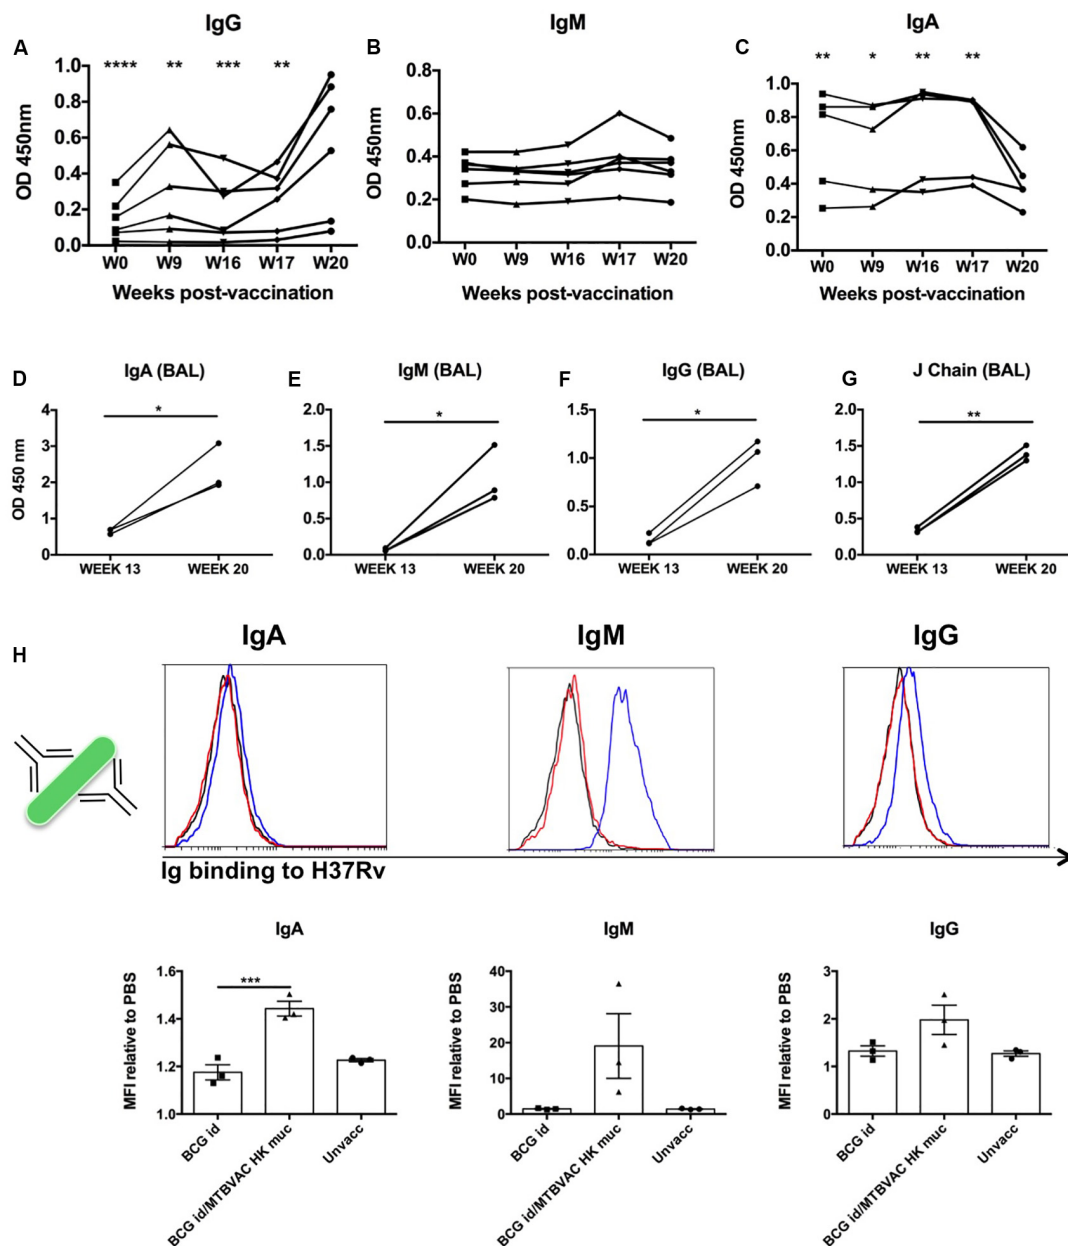 IgG
IgM
IgA
A
B
C
**** ** *** **
** * ** **
OD 450nm
1.0
0.8
0.6
0.4
0.2
0.0
W0 W9 W16 W17 W20
Weeks post-vaccination
OD 450nm
0.8
0.6
0.4
0.2
0.0
W0 W9 W16 W17 W20
Weeks post-vaccination
OD 450nm
1.0
0.8
0.6
0.4
0.2
0.0
W0 W9 W16 W17 W20
Weeks post-vaccination
D
IgA (BAL)
*
OD 450 nm
4
3
2
1
0
WEEK 13 WEEK 20
E
IgM (BAL)
*
2.0
1.5
1.0
0.5
0.0
WEEK 13 WEEK 20
F
IgG (BAL)
*
1.5
1.0
0.5
0.0
WEEK 13 WEEK 20
G
J Chain (BAL)
**
2.0
1.5
1.0
0.5
0.0
WEEK 13 WEEK 20
H
IgA
IgM
IgG
Ig binding to H37Rv
IgA
***
MFI relative to PBS
1.6
1.4
1.2
1.0
BCG id
BCG id/MTBVAC HK muc
Unvacc
IgM
MFI relative to PBS
40
30
20
10
0
BCG id
BCG id/MTBVAC HK muc
Unvacc
IgG
MFI relative to PBS
3
2
1
0
BCG id
BCG id/MTBVAC HK muc
Unvacc